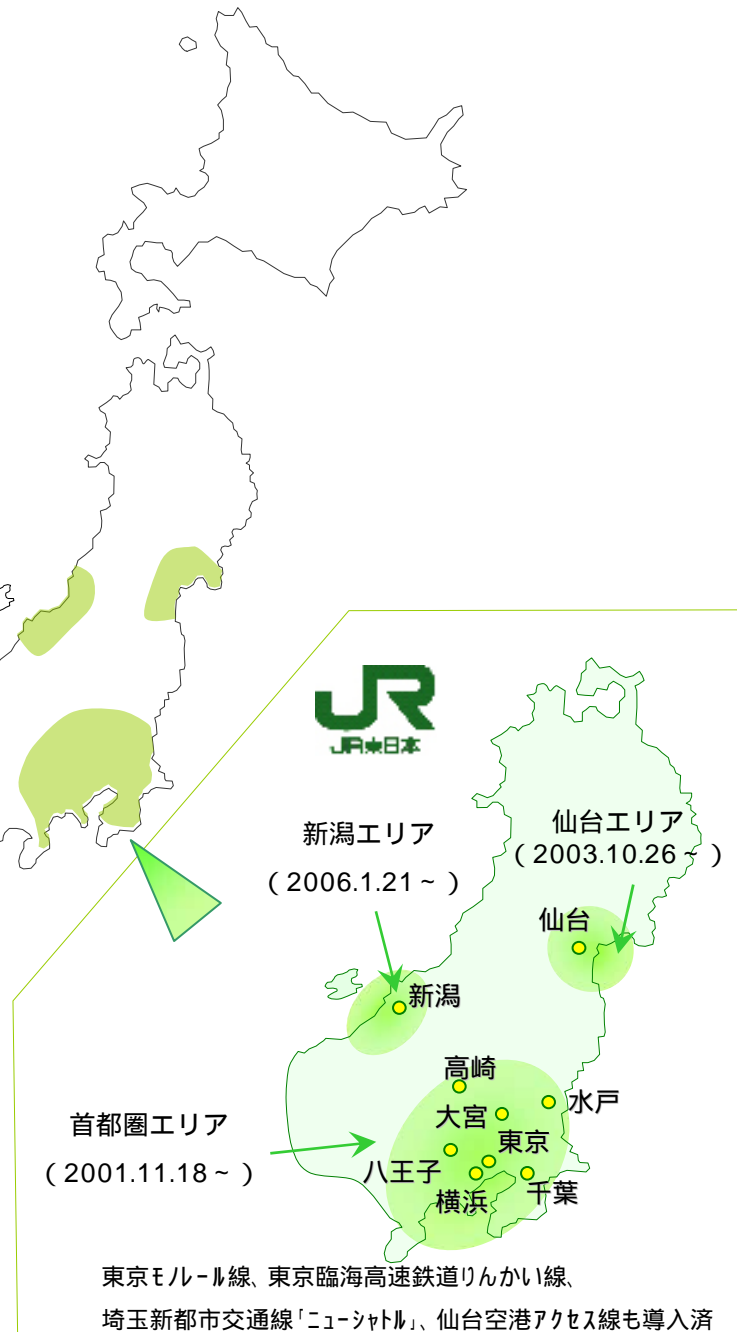 JR
JR東日本
仙台エリア
(2003.10.26~)
新潟エリア
(2006.1.21~)
仙台
新潟
高崎
水戸
大宮
首都圏エリア
(2001.11.18~)
東京
八王子
千葉
横浜
東京モノレール線、東京臨海高速鉄道りんかい線、
埼玉新都市交通線「ニューシャトル」、仙台空港アクセス線も導入済